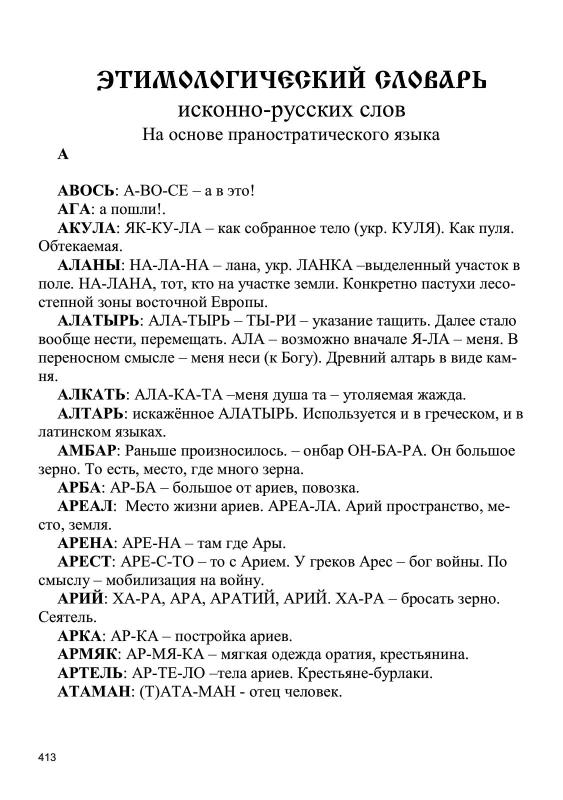 ЭТИМОЛОГИЧЕСКИЙ СЛОВАРЬ
исконно-русских слов
На основе праностратического языка
А
АВОСЬ: А-ВО-СЕ – а в это!
АГА: а пошли!.
АКУЛА: ЯК-КУ-ЛА – как собранное тело (укр. КУЛЯ). Как пуля.
Обтекаемая.
АЛАНЫ: НА-ЛА-НА – лана, укр. ЛАНКА –выделенный участок в
поле. НА-ЛАНА, тот, кто на участке земли. Конкретно пастухи лесо-
степной зоны восточной Европы.
АЛАТЫРЬ: АЛА-ТЫРЬ – ТЫ-РИ – указание тащить. Далее стало
вообще нести, перемещать. АЛА – возможно вначале Я-ЛА – меня. В
переносном смысле – меня неси (к Богу). Древний алтарь в виде кам-
ня.
АЛКАТЬ: АЛА-КА-ТА –меня душа та – утоляемая жажда.
АЛТАРЬ: искажённое АЛАТЫРЬ. Используется и в греческом, и в
латинском языках.
АМБАР: Раньше произносилось. – онбар ОН-БА-РА. Он большое
зерно. То есть, место, где много зерна.
АРБА: АР-БА – большое от ариев, повозка.
АРЕАЛ:  Место жизни ариев. АРЕА-ЛА. Арий пространство, ме-
сто, земля.
АРЕНА: АРЕ-НА – там где Ары.
АРЕСТ: АРЕ-С-ТО – то с Арием. У греков Арес – бог войны. По
смыслу – мобилизация на войну.
АРИЙ: ХА-РА, АРА, АРАТИЙ, АРИЙ. ХА-РА – бросать зерно.
Сеятель.
АРКА: АР-КА – постройка ариев.
АРМЯК: АР-МЯ-КА – мягкая одежда оратия, крестьянина.
АРТЕЛЬ: АР-ТЕ-ЛО –тела ариев. Крестьяне-бурлаки.
АТАМАН: (Т)АТА-МАН - отец человек.
413